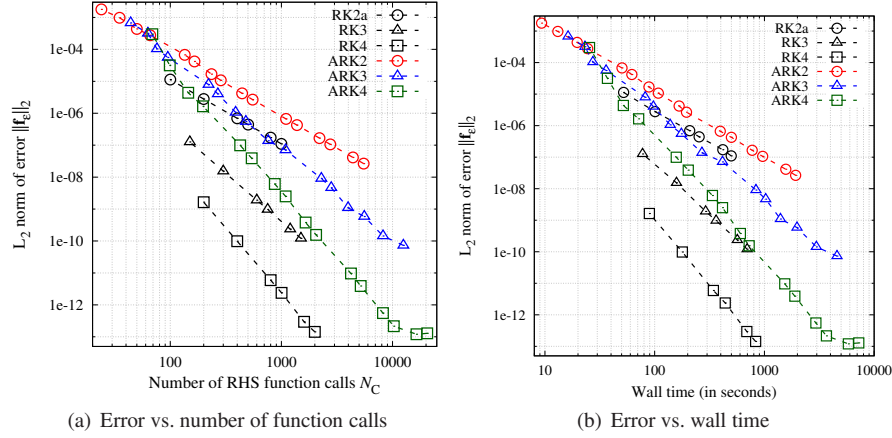 RK2a
RK3
RK4
ARK2
ARK3
ARK4
1e-04
1e-06
1e-08
1e-10
1e-12
L2 norm of error ||fε||2
100
1000
10000
Number of RHS function calls NC
(a) Error vs. number of function calls
RK2a
RK3
RK4
ARK2
ARK3
ARK4
1e-04
1e-06
1e-08
1e-10
1e-12
L2 norm of error ||fε||2
10
100
1000
10000
Wall time (in seconds)
(b) Error vs. wall time